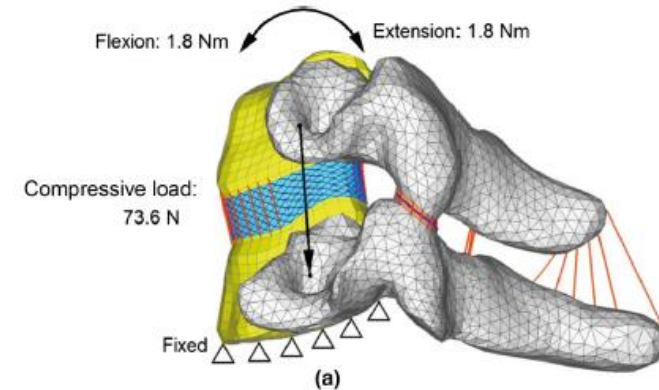 Flexion: 1.8 Nm
Extension: 1.8 Nm
Compressive load:
73.6 N
Fixed
(a)